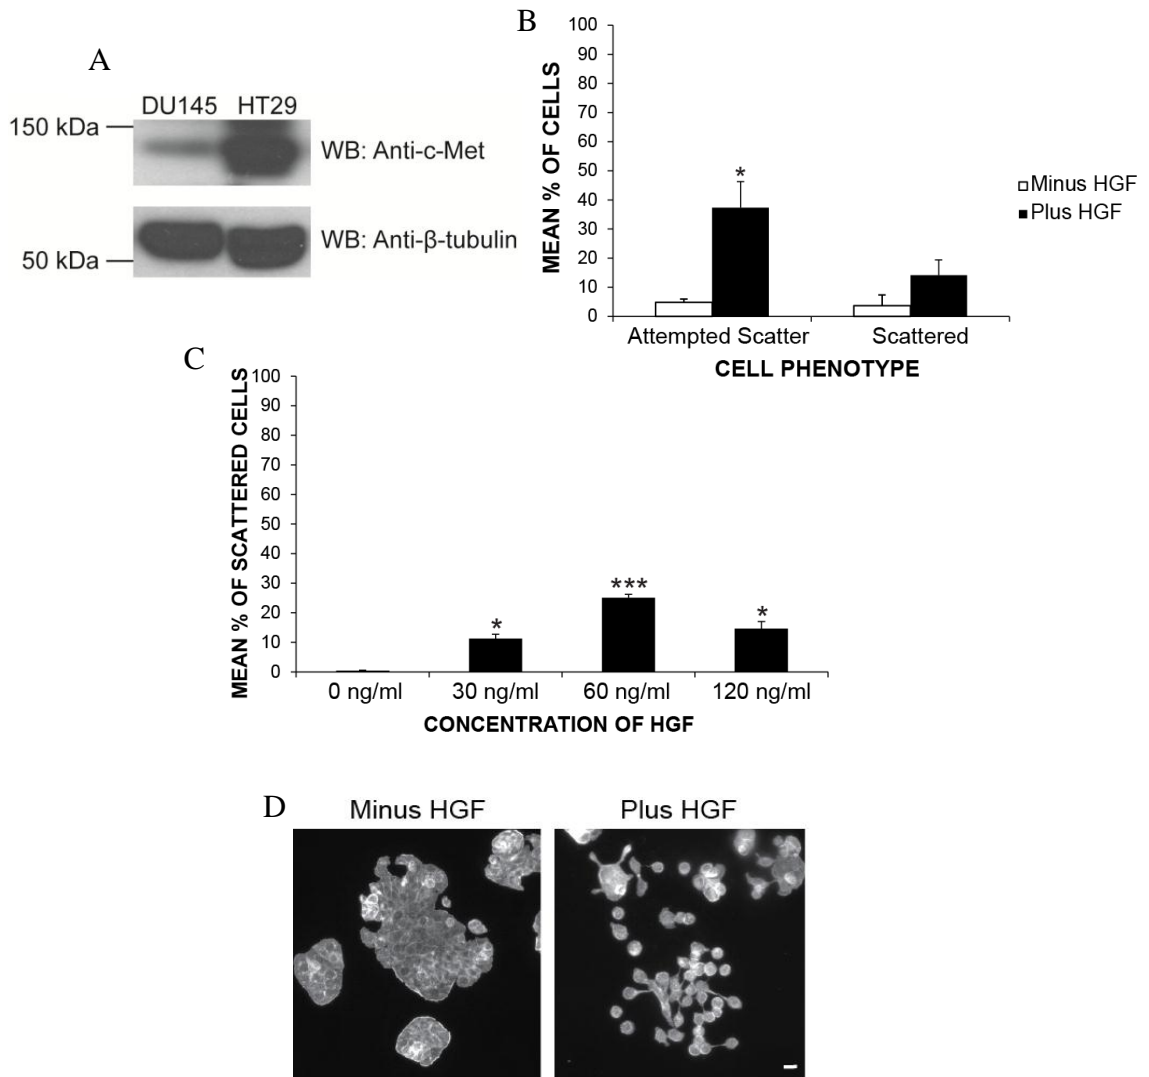 A
DU145 HT29
150 kDa
WB: Anti-c-Met
50 kDa
WB: Anti-β-tubulin
B
MEAN % OF CELLS
100
90
80
70
60
50
40
30
20
10
0
*
Attempted Scatter Scattered
CELL PHENOTYPE
Minus HGF
Plus HGF
C
MEAN % OF SCATTERED CELLS
100
90
80
70
60
50
40
30
20
10
0
* *** *
0 ng/ml 30 ng/ml 60 ng/ml 120 ng/ml
CONCENTRATION OF HGF
D
Minus HGF Plus HGF